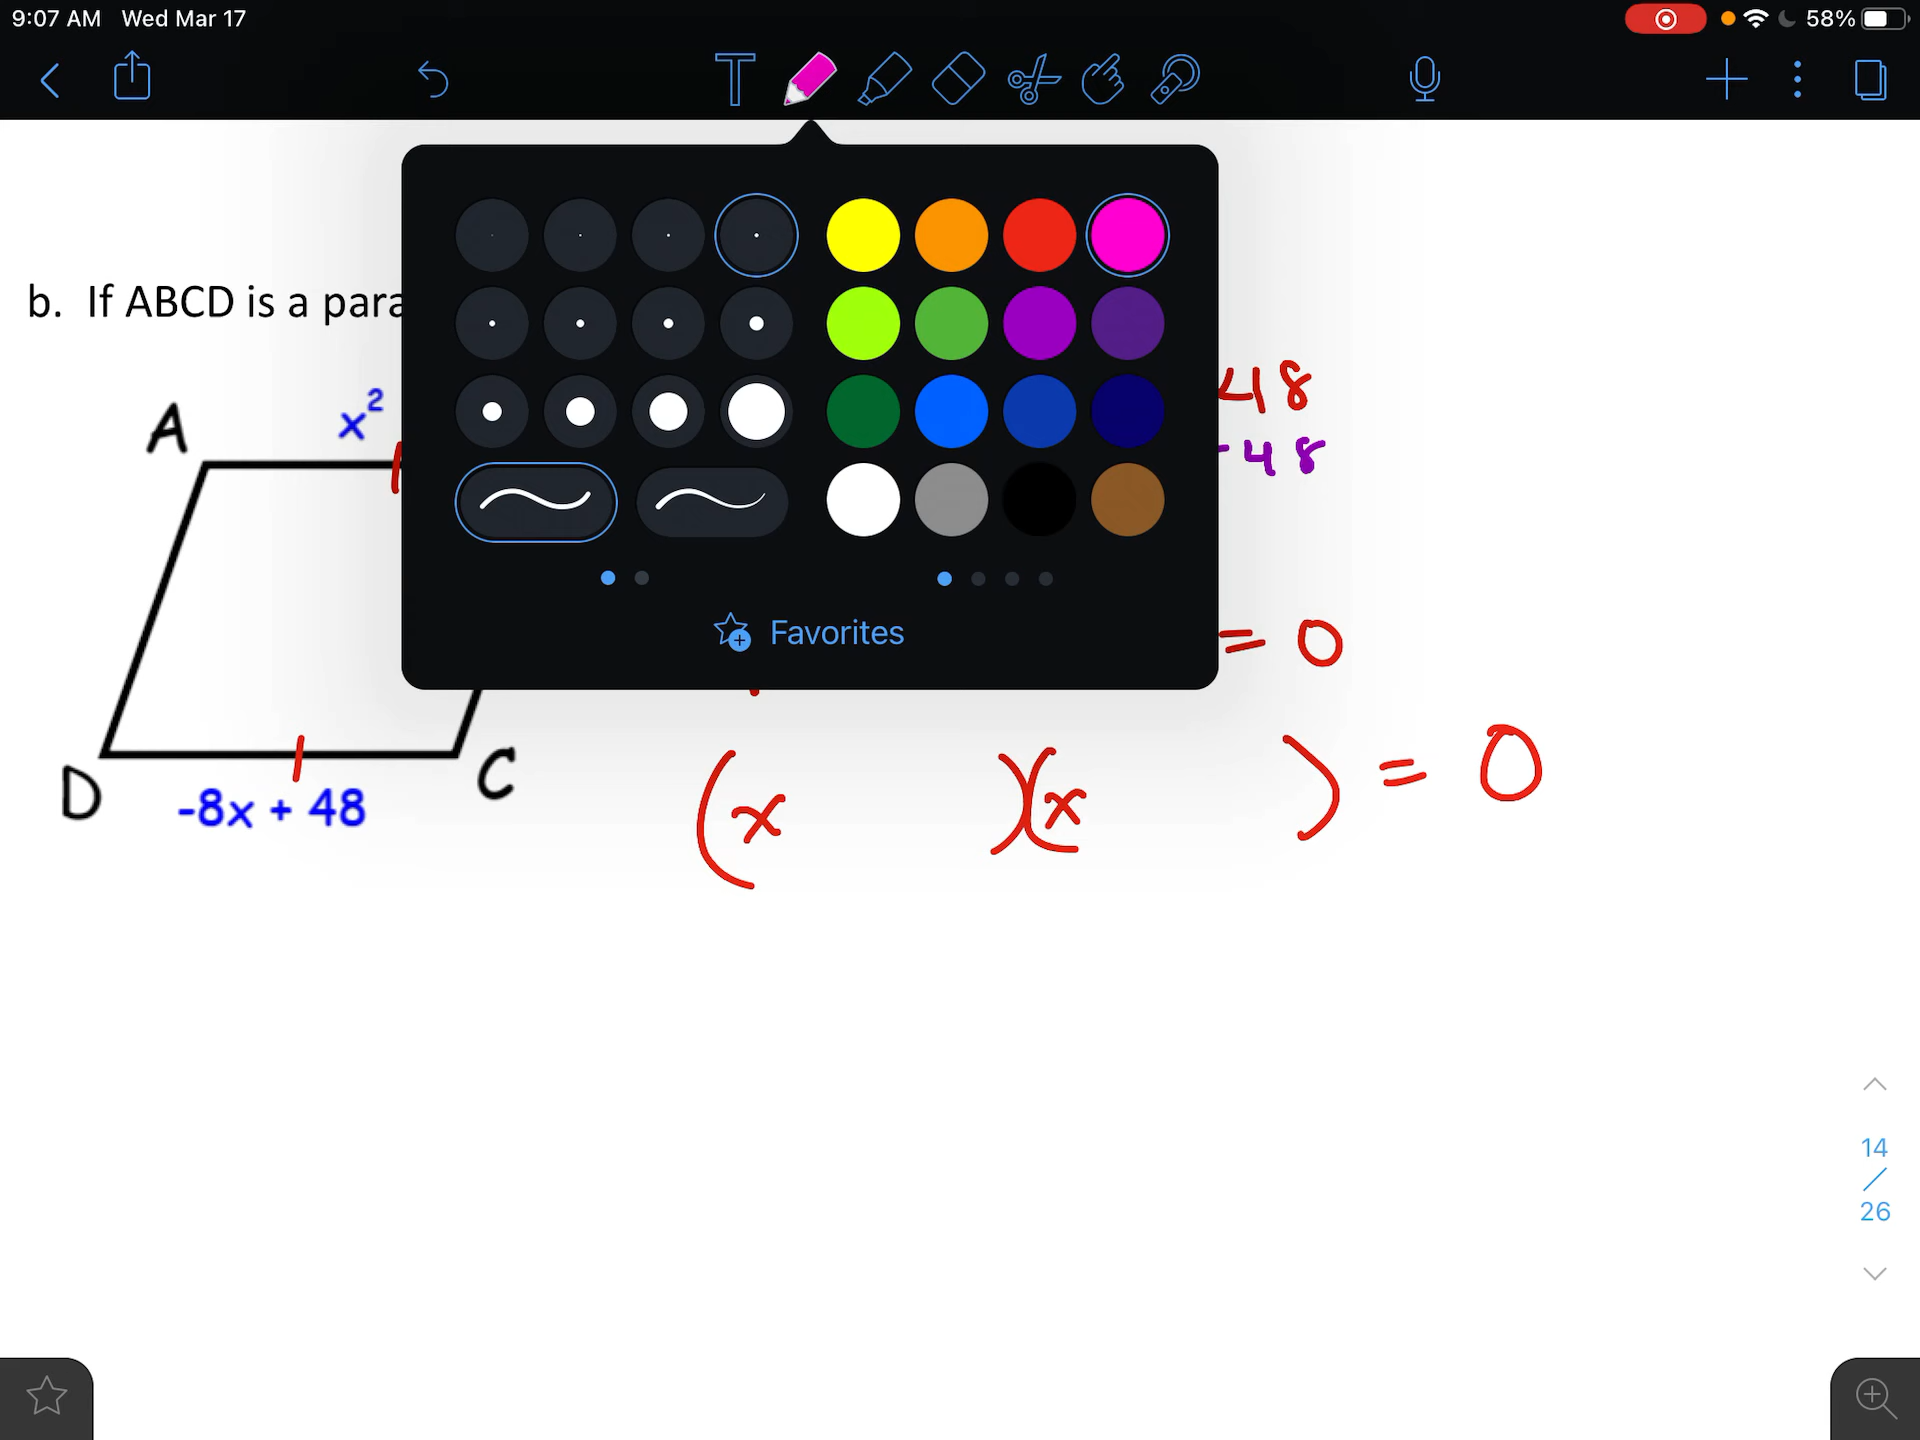 9:07 AM Wed Mar 17
58%
T
b. If ABCD is a para
A
x²
48
-48
= 0
D
-8x + 48
C
(x )(x ) = 0
Favorites
14
/
26